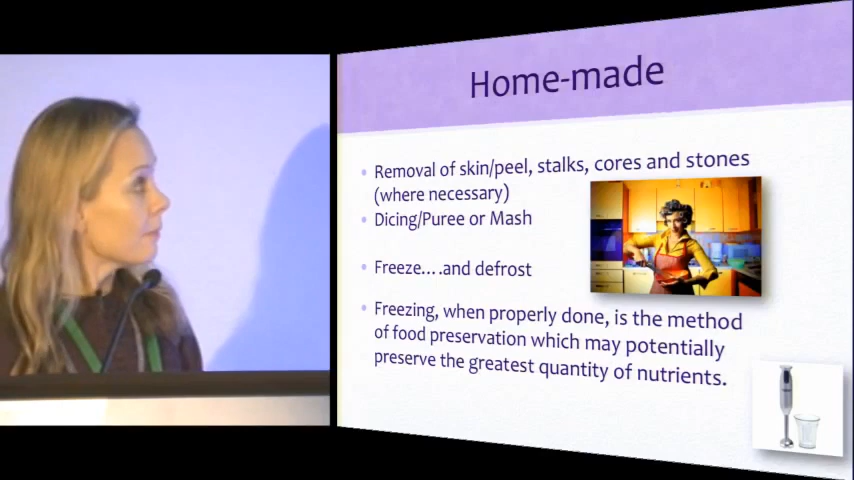 Home-made
• Removal of skin/peel, stalks, cores and stones
(where necessary)
• Dicing/Puree or Mash
• Freeze....and defrost
• Freezing, when properly done, is the method
of food preservation which may potentially
preserve the greatest quantity of nutrients.